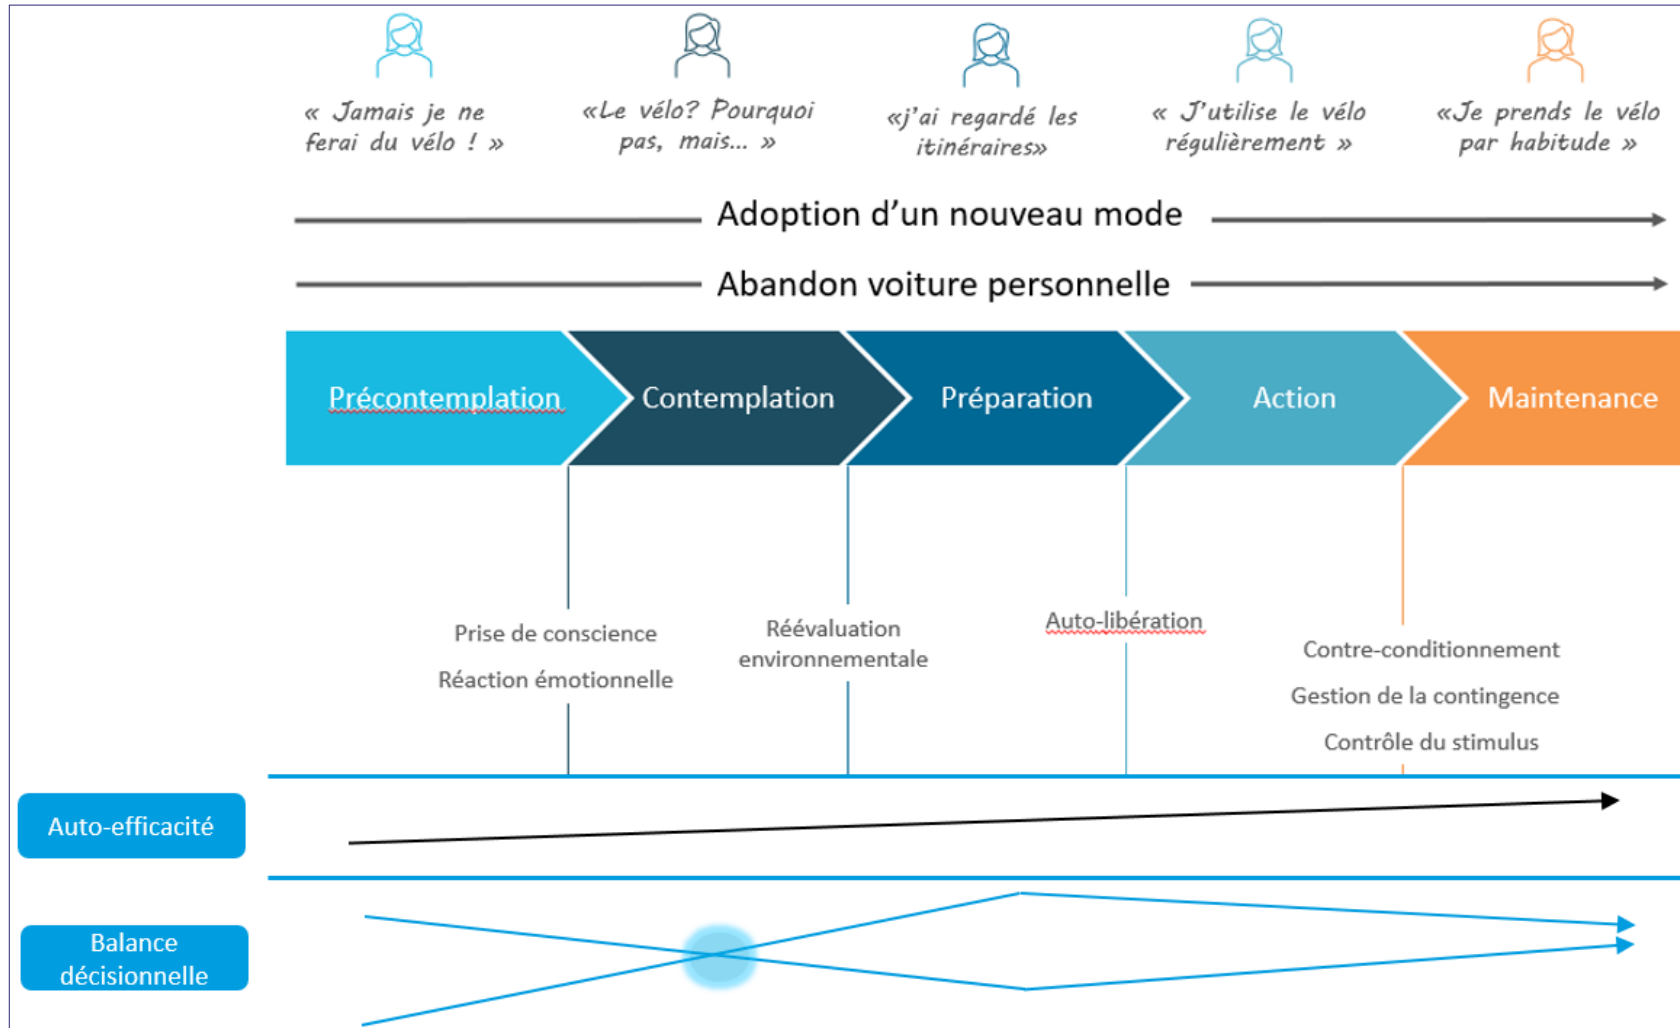 « Jamais je ne
ferai du vélo ! »
«Le vélo? Pourquoi
pas, mais... »
«j'ai regardé les
itinéraires»
« J'utilise le vélo
régulièrement »
«Je prends le vélo
par habitude »
Adoption d'un nouveau mode
Abandon voiture personnelle
Précontemplation
Contemplation
Préparation
Action
Maintenance
Prise de conscience
Réaction émotionnelle
Réévaluation
environnementale
Auto-libération
Contre-conditionnement
Gestion de la contingence
Contrôle du stimulus
Auto-efficacité
Balance
décisionnelle